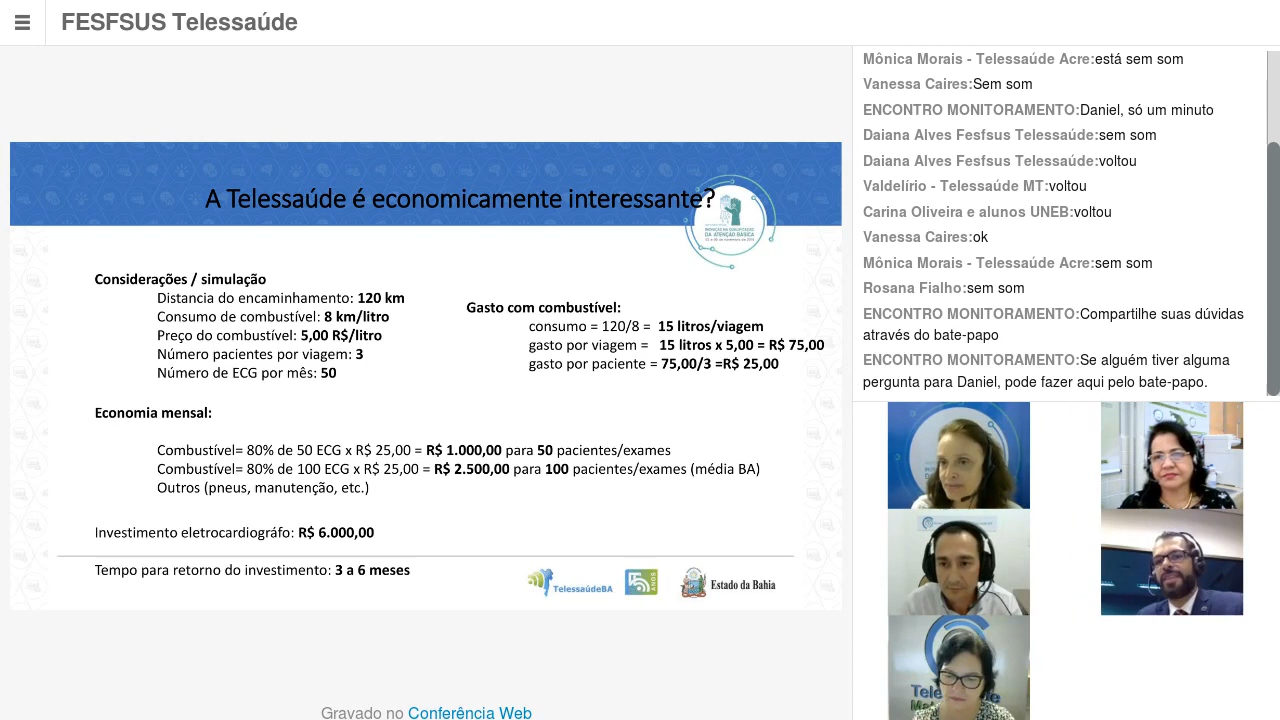 FESFSUS Telessaúde
A Telessaúde é economicamente interessante?
INOVAÇÃO NA QUALIFICAÇÃO
DA ATENÇÃO BÁSICA
Considerações / simulação
Distancia do encaminhamento: 120 km
Consumo de combustível: 8 km/litro
Preço do combustível: 5,00 R$/litro
Número pacientes por viagem: 3
Número de ECG por mês: 50
Gasto com combustível:
consumo = 120/8 = 15 litros/viagem
gasto por viagem = 15 litros x 5,00 = R$ 75,00
gasto por paciente = 75,00/3 =R$ 25,00
Economia mensal:
Combustível= 80% de 50 ECG x R$ 25,00 = R$ 1.000,00 para 50 pacientes/exames
Combustível= 80% de 100 ECG x R$ 25,00 = R$ 2.500,00 para 100 pacientes/exames (média BA)
Outros (pneus, manutenção, etc.)
Investimento eletrocardiográfo: R$ 6.000,00
Tempo para retorno do investimento: 3 a 6 meses
TelessaúdeBA
ANOS
Estado da Bahia
Gravado no Conferência Web
Mônica Morais - Telessaúde Acre:está sem som
Vanessa Caires:Sem som
ENCONTRO MONITORAMENTO:Daniel, só um minuto
Daiana Alves Fesfsus Telessaúde:sem som
Daiana Alves Fesfsus Telessaúde:voltou
Valdelírio - Telessaúde MT:voltou
Carina Oliveira e alunos UNEB:voltou
Vanessa Caires:ok
Mônica Morais - Telessaúde Acre:sem som
Rosana Fialho:sem som
ENCONTRO MONITORAMENTO:Compartilhe suas dúvidas
através do bate-papo
ENCONTRO MONITORAMENTO:Se alguém tiver alguma
pergunta para Daniel, pode fazer aqui pelo bate-papo.